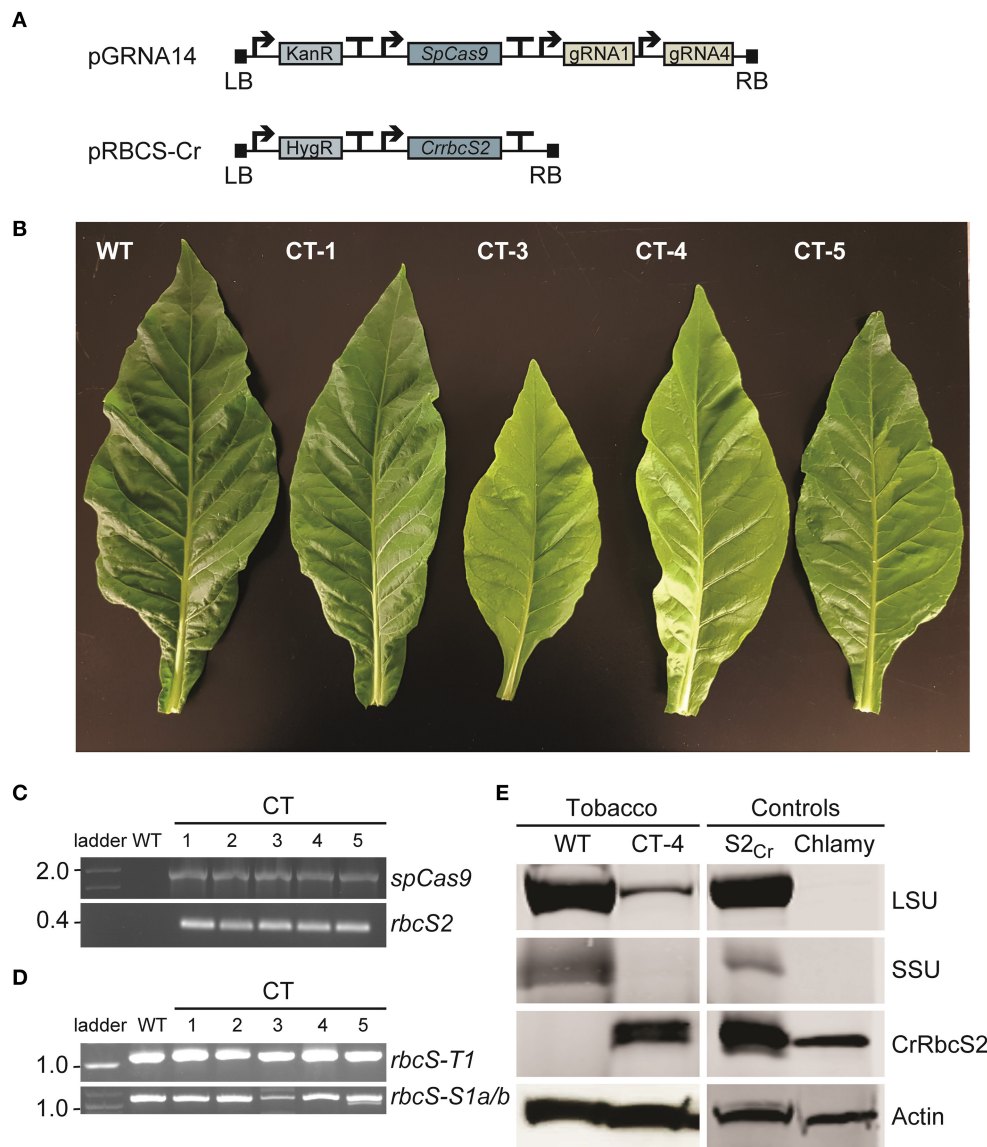 A
pGRNA14
KanR
SpCas9
gRNA1
gRNA4
LB
RB
pRBCS-Cr
HygR
CrrbcS2
LB
RB
B
WT
CT-1
CT-3
CT-4
CT-5
C
CT
ladder WT 1 2 3 4 5
2.0
spCas9
0.4
rbcS2
D
CT
ladder WT 1 2 3 4 5
1.0
rbcS-T1
1.0
rbcS-S1a/b
E
Tobacco Controls
WT CT-4 S2Cr Chlamy
LSU
SSU
CrRbcS2
Actin